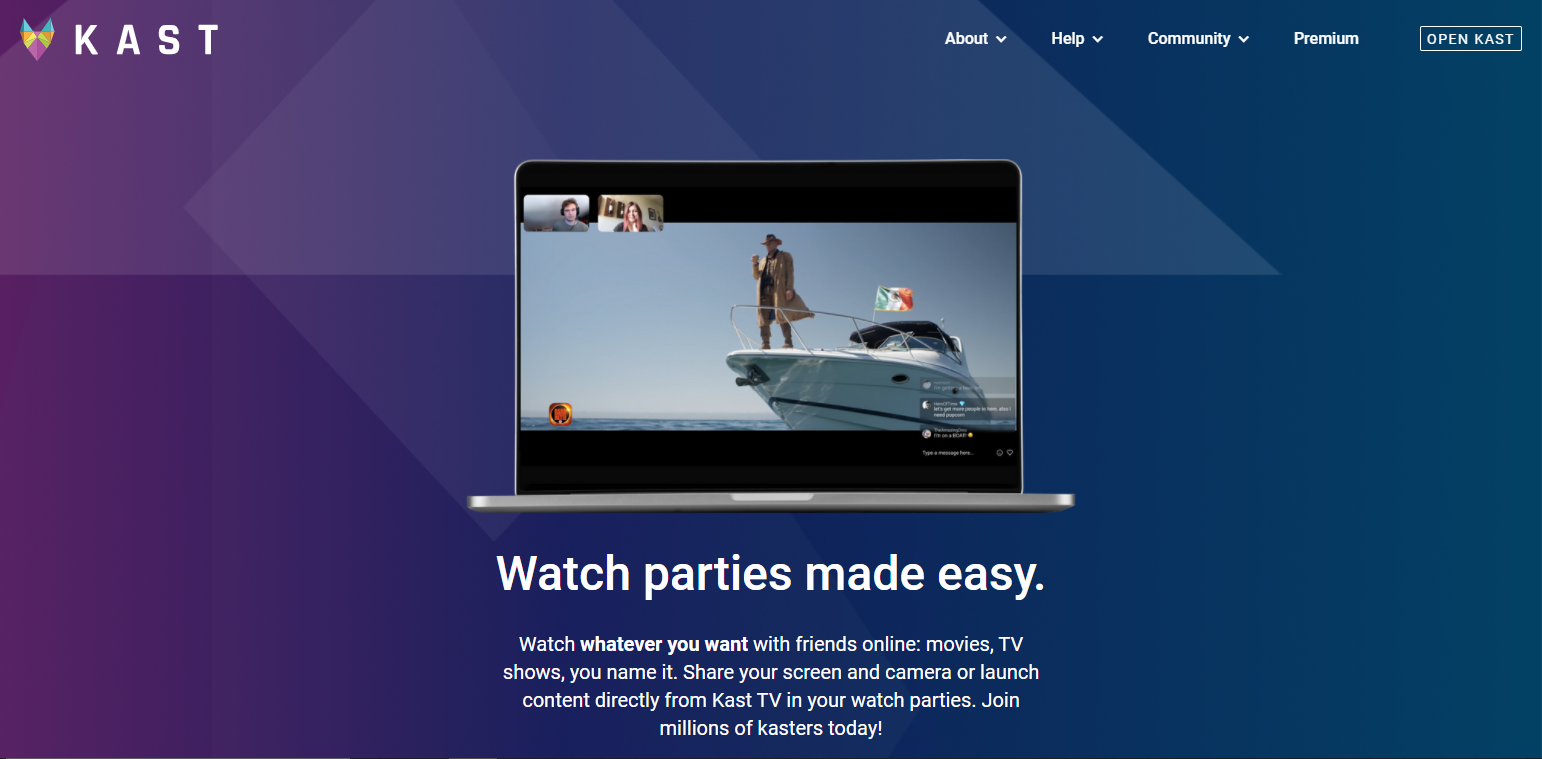 KAST
About
Help
Community
Premium
OPEN KAST
HeroOfTime
let's get more people in here, also I
need popcorn
TheAmazingDino
I'm on a BOAT!
Type a message here...
Watch parties made easy.
Watch whatever you want with friends online: movies, TV
shows, you name it. Share your screen and camera or launch
content directly from Kast TV in your watch parties. Join
millions of kasters today!